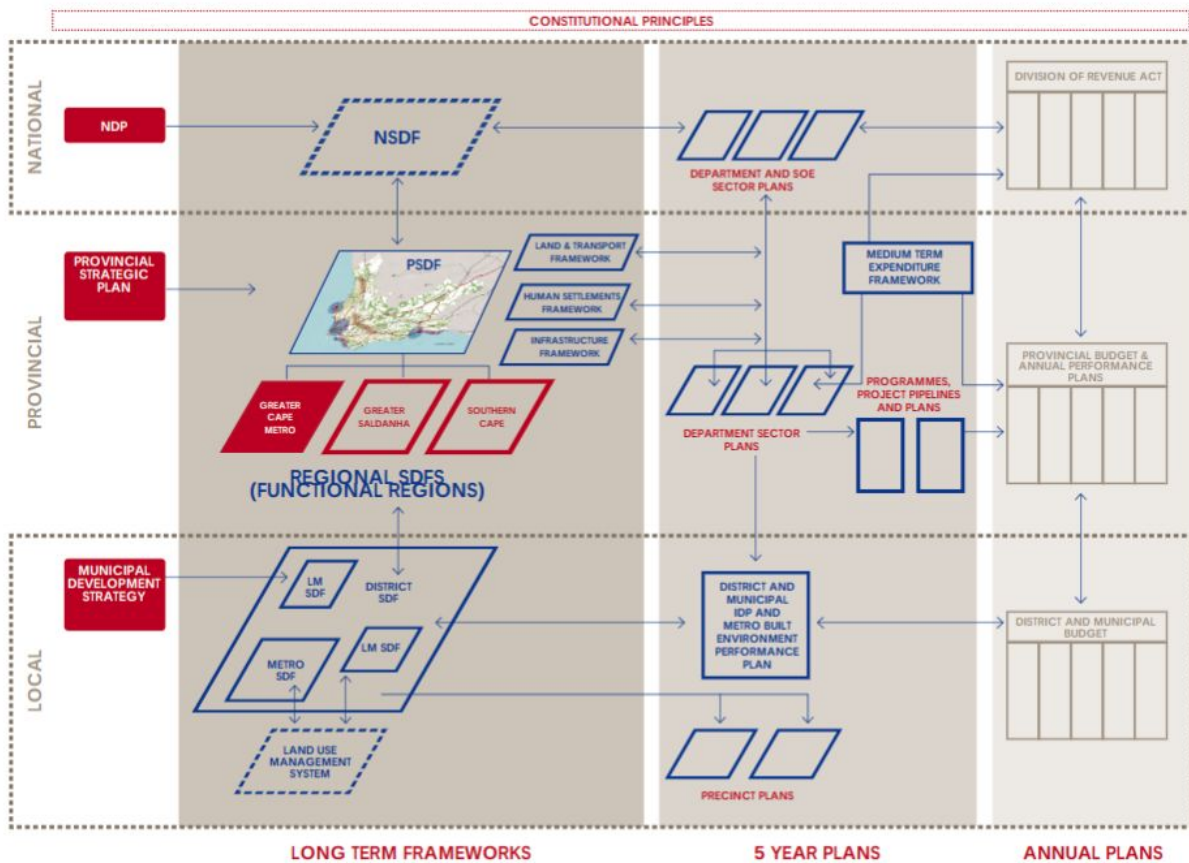 CONSTITUTIONAL PRINCIPLES
NATIONAL
NDP
NSDF
DEPARTMENT AND SOE
SECTOR PLANS
DIVISION OF REVENUE ACT
PROVINCIAL
PROVINCIAL
STRATEGIC
PLAN
PSDF
LAND & TRANSPORT
FRAMEWORK
HUMAN SETTLEMENTS
FRAMEWORK
INFRASTRUCTURE
FRAMEWORK
MEDIUM TERM
EXPENDITURE
FRAMEWORK
GREATER
CAPE
METRO
GREATER
SALDANHA
SOUTHERN
CAPE
REGIONAL SDFS
(FUNCTIONAL REGIONS)
DEPARTMENT SECTOR
PLANS
PROGRAMMES,
PROJECT PIPELINES
AND PLANS
PROVINCIAL BUDGET &
ANNUAL PERFORMANCE
PLANS
LOCAL
MUNICIPAL
DEVELOPMENT
STRATEGY
LM
SDF
DISTRICT
SDF
METRO
SDF
LM SDF
LAND USE
MANAGEMENT
SYSTEM
DISTRICT AND
MUNICIPAL
IDP AND
METRO BUILT
ENVIRONMENT
PERFORMANCE
PLAN
PRECINCT PLANS
DISTRICT AND MUNICIPAL
BUDGET
LONG TERM FRAMEWORKS
5 YEAR PLANS
ANNUAL PLANS